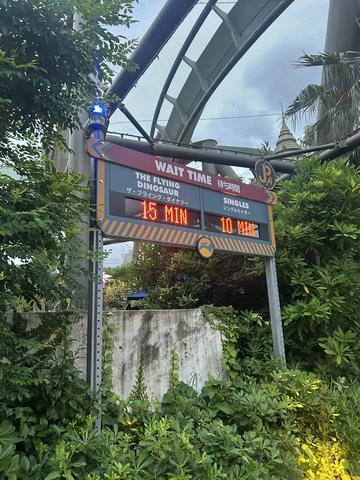 WAIT TIME 待ち時間
JP
THE FLYING
DINOSAUR
ザ・フライング・ダイナソー
15 MIN
SINGLES
シングルライダー
10 MIN